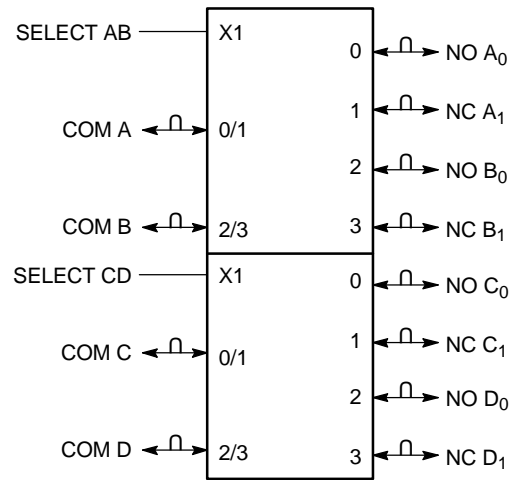 SELECT AB X1
0 NO A0
1 NC A1
COM A 0/1
2 NO B0
COM B 2/3 3 NC B1
SELECT CD X1 0 NO C0
1 NC C1
COM C 0/1
2 NO D0
COM D 2/3 3 NC D1